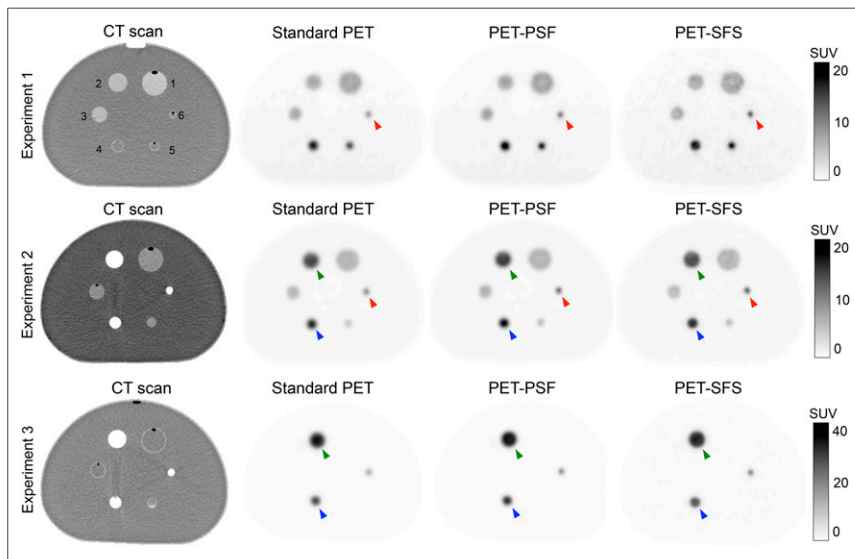 CT scan Standard PET PET-PSF PET-SFS SUV
Experiment 1
2 1
3 6
4 5
20
10
0
CT scan Standard PET PET-PSF PET-SFS SUV
Experiment 2
20
10
0
CT scan Standard PET PET-PSF PET-SFS SUV
Experiment 3
40
20
0